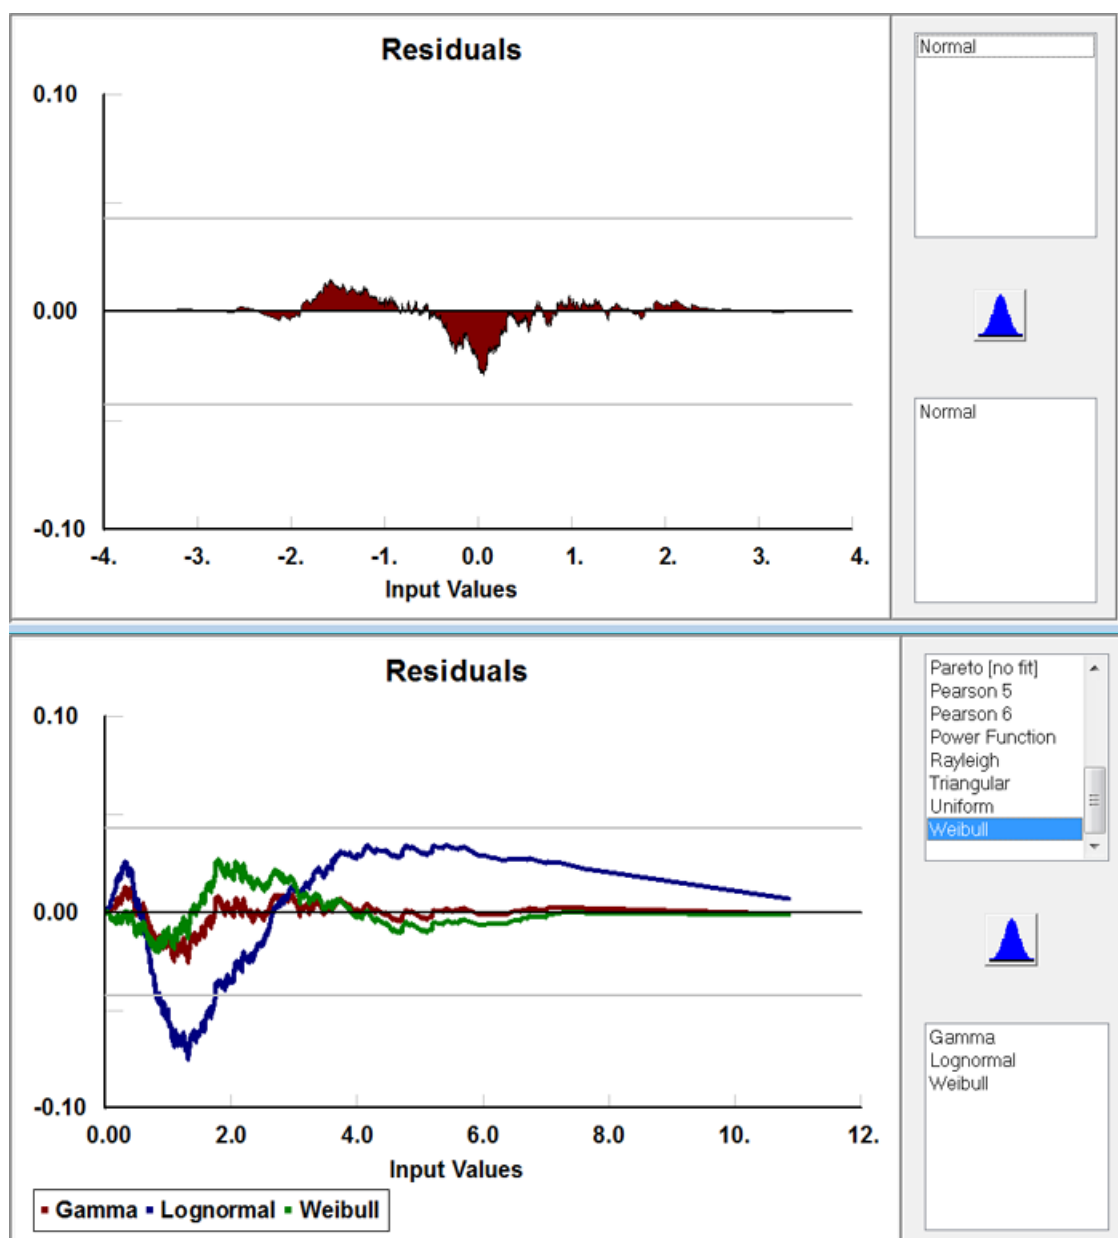 Residuals
0.10
0.00
-0.10
-4. -3. -2. -1. 0.0 1. 2. 3. 4.
Input Values
Normal
Normal
Residuals
0.10
0.00
-0.10
0.00 2.0 4.0 6.0 8.0 10. 12.
Input Values
Gamma Lognormal Weibull
Pareto [no fit]
Pearson 5
Pearson 6
Power Function
Rayleigh
Triangular
Uniform
Weibull
Gamma
Lognormal
Weibull